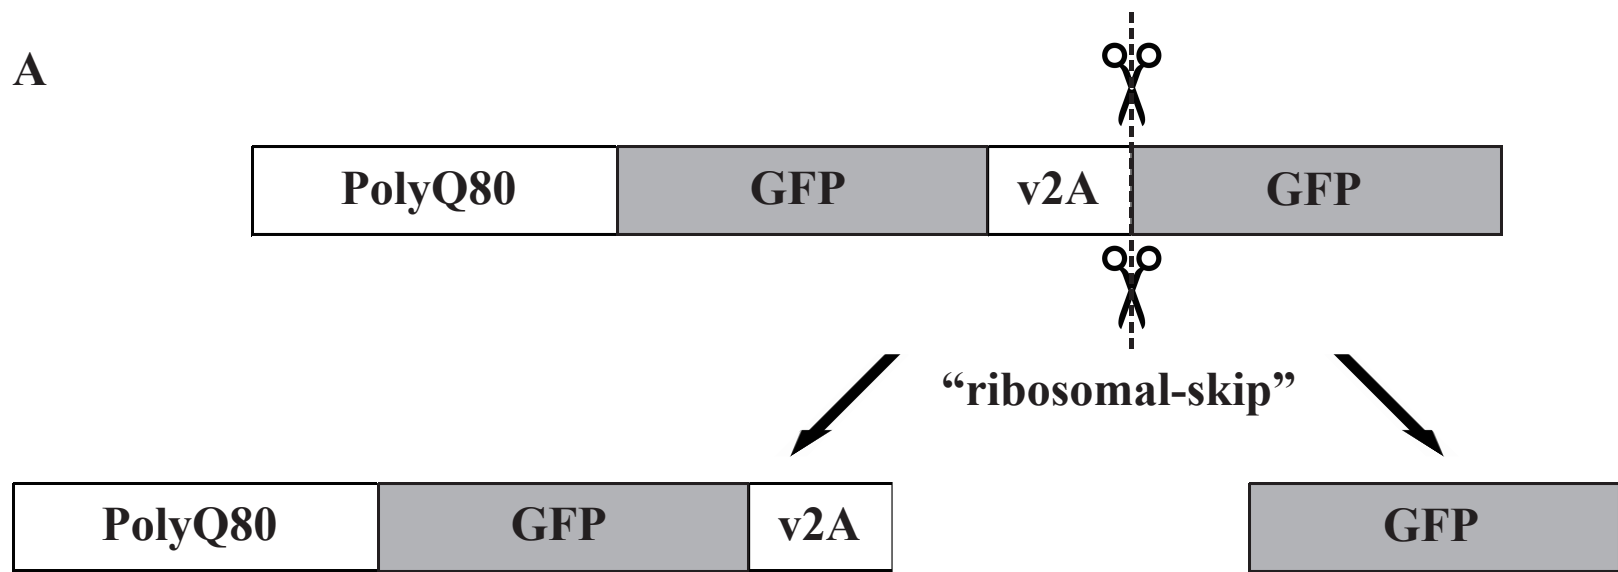 A
PolyQ80 GFP v2A GFP
“ribosomal-skip”
PolyQ80 GFP v2A GFP